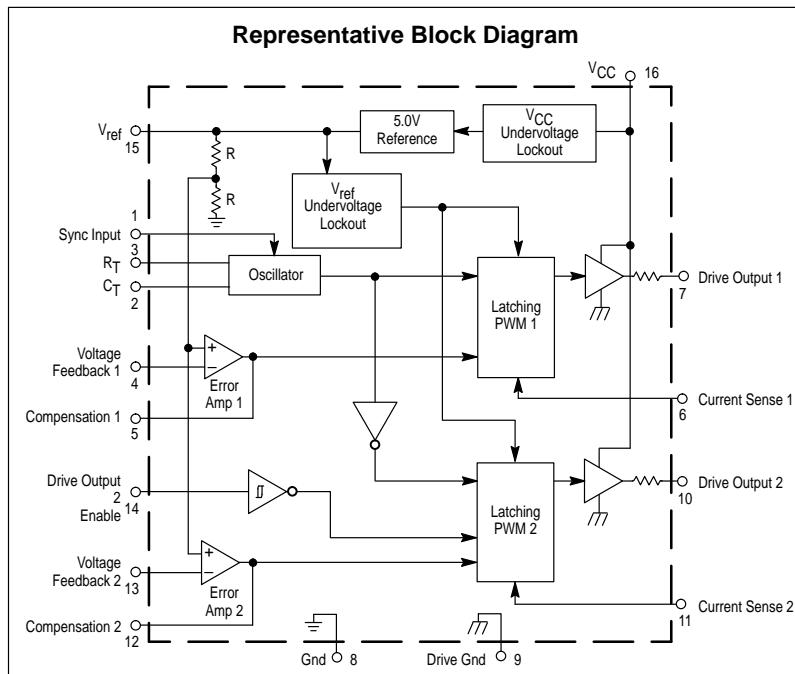 Representative Block Diagram
VCC
16
Vref
15
R
R
5.0V
Reference
VCC
Undervoltage
Lockout
Vref
Undervoltage
Lockout
1
Sync Input
3
RT
CT
2
Oscillator
Latching
PWM 1
Drive Output 1
7
+
−
Voltage
Feedback 1
4
Error
Amp 1
Compensation 1
5
Current Sense 1
6
Drive Output
2
Enable
14
Latching
PWM 2
Drive Output 2
10
+
−
Voltage
Feedback 2
13
Error
Amp 2
Compensation 2
12
Current Sense 2
11
Gnd
8
Drive Gnd
9